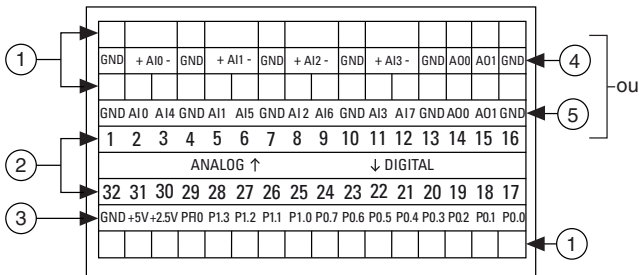 GND + AI0 - GND + AI1 - GND + AI2 - GND + AI3 - GND AO0 AO1 GND
GND AI0 AI4 GND AI1 AI5 GND AI2 AI6 GND AI3 AI7 GND AO0 AO1 GND
1 2 3 4 5 6 7 8 9 10 11 12 13 14 15 16
ANALOG ↑ ↓ DIGITAL
32 31 30 29 28 27 26 25 24 23 22 21 20 19 18 17
GND +5V +2.5V PFI0 P1.3 P1.2 P1.1 P1.0 P0.7 P0.6 P0.5 P0.4 P0.3 P0.2 P0.1 P0.0
1
2
3
4
ou
5
1